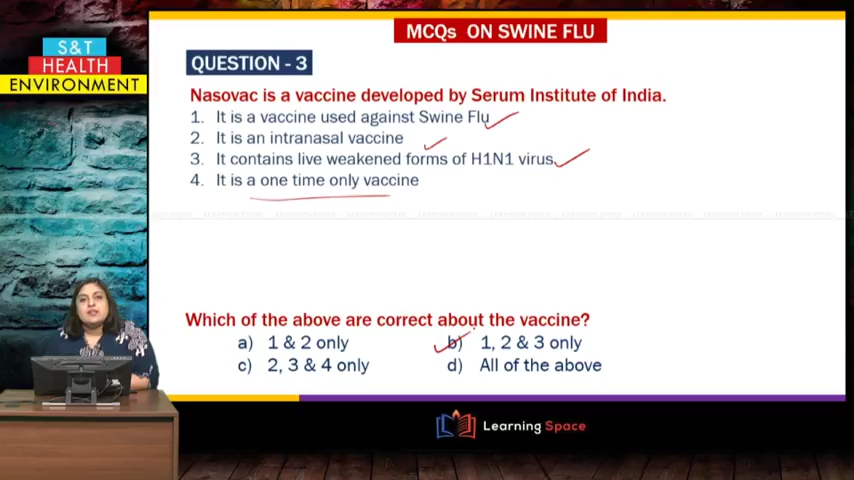 MCQs ON SWINE FLU
S&T
HEALTH
ENVIRONMENT
QUESTION - 3
Nasovac is a vaccine developed by Serum Institute of India.
1. It is a vaccine used against Swine Flu
2. It is an intranasal vaccine
3. It contains live weakened forms of H1N1 virus
4. It is a one time only vaccine
Which of the above are correct about the vaccine?
a) 1 & 2 only
b) 1, 2 & 3 only
c) 2, 3 & 4 only
d) All of the above
Learning Space